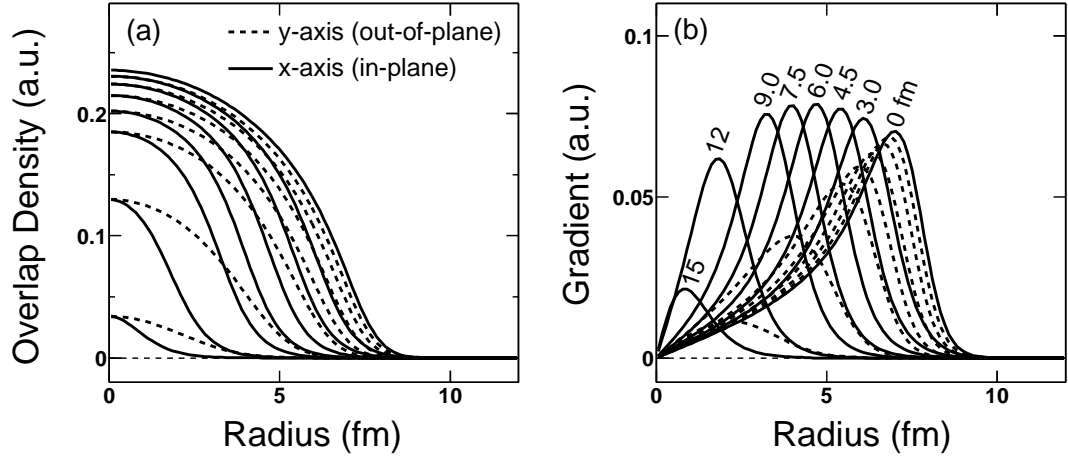 (a)
y-axis (out-of-plane)
x-axis (in-plane)
Overlap Density (a.u.)
0.2
0.1
0
0
5
10
Radius (fm)
(b)
Gradient (a.u.)
0.1
0.05
0
15
12
9.0
7.5
6.0
4.5
3.0
0 fm
0
5
10
Radius (fm)